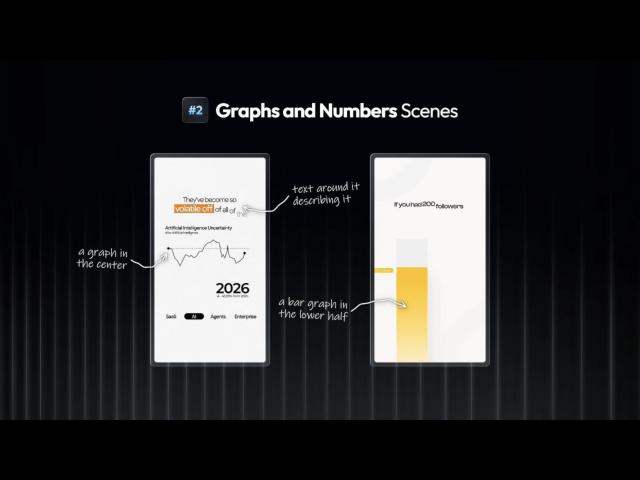 #2 Graphs and Numbers Scenes
They've become so
volatile off of all of the
text around it
describing it
Artificial Intelligence Uncertainty
a graph in
the center
2026
SaaS AI Agents Enterprise
If you had 200 followers
a bar graph in
the lower half